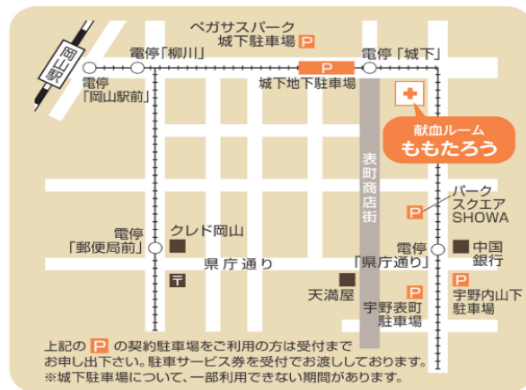 ペガサスパーク
城下駐車場 P
岡山駅
電停「柳川」
電停「城下」
P
電停
「岡山駅前」
城下地下駐車場
献血ルーム
ももたろう
表町商店街
P パーク
スクエア
SHOWA
電停
「郵便局前」
クレド岡山
電停
「県庁通り」
中国
銀行
県庁通り
〒
天満屋
P
宇野表町
駐車場
P
宇野内山下
駐車場
上記の P の契約駐車場をご利用の方は受付まで
お申し出下さい。駐車サービス券を受付でお渡ししております。
※城下駐車場について、一部利用できない期間があります。